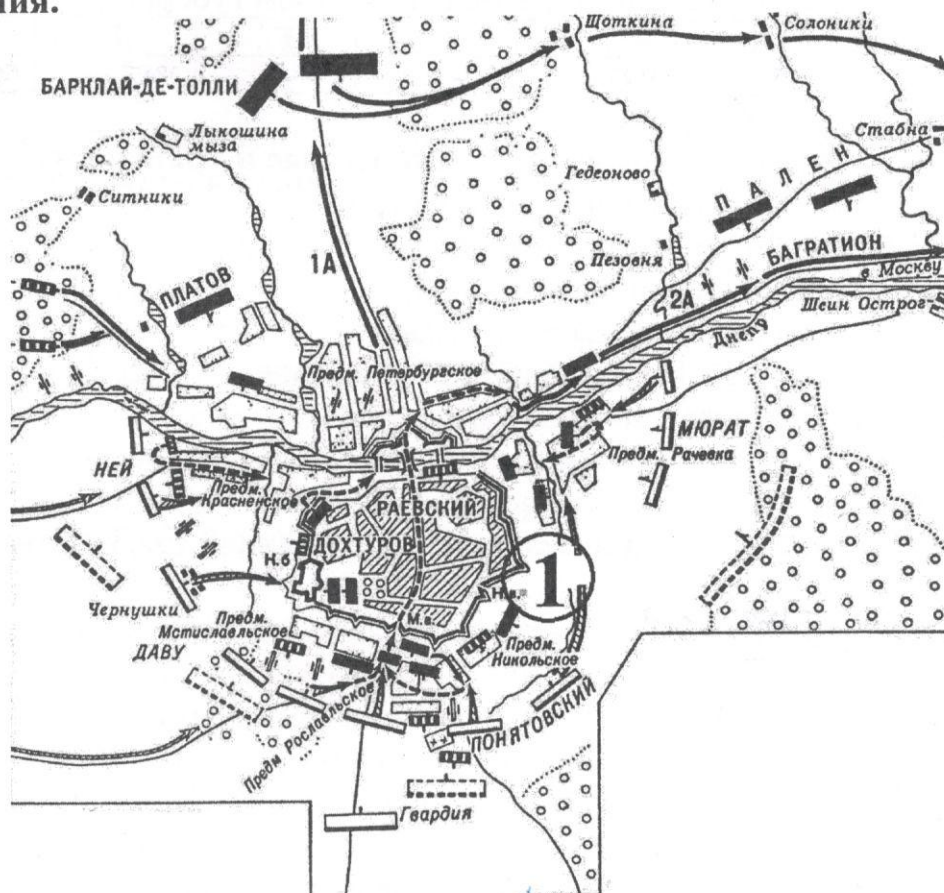 ния.
Шоткина
Солоники
БАРКЛАЙ-ДЕ-ТОЛЛИ
Лыкошина
мыза
Стабна
Гедеоново
ПАЛЕН
Ситники
Пезовня
БАГРАТИОН
1А
ПЛАТОВ
в Москву
2А
Шеин Острог
Днепр
Предм. Петербургское
МЮРАТ
НЕЙ
Предм. Рачевка
Предм.
Красненское
РАЕВСКИЙ
ДОХТУРОВ
Н.б
1
Чернушки
Предм.
Мстиславльское
М.в.
Предм.
Никольское
ДАВУ
Предм Рославльское
ПОНЯТОВСКИЙ
Гвардия